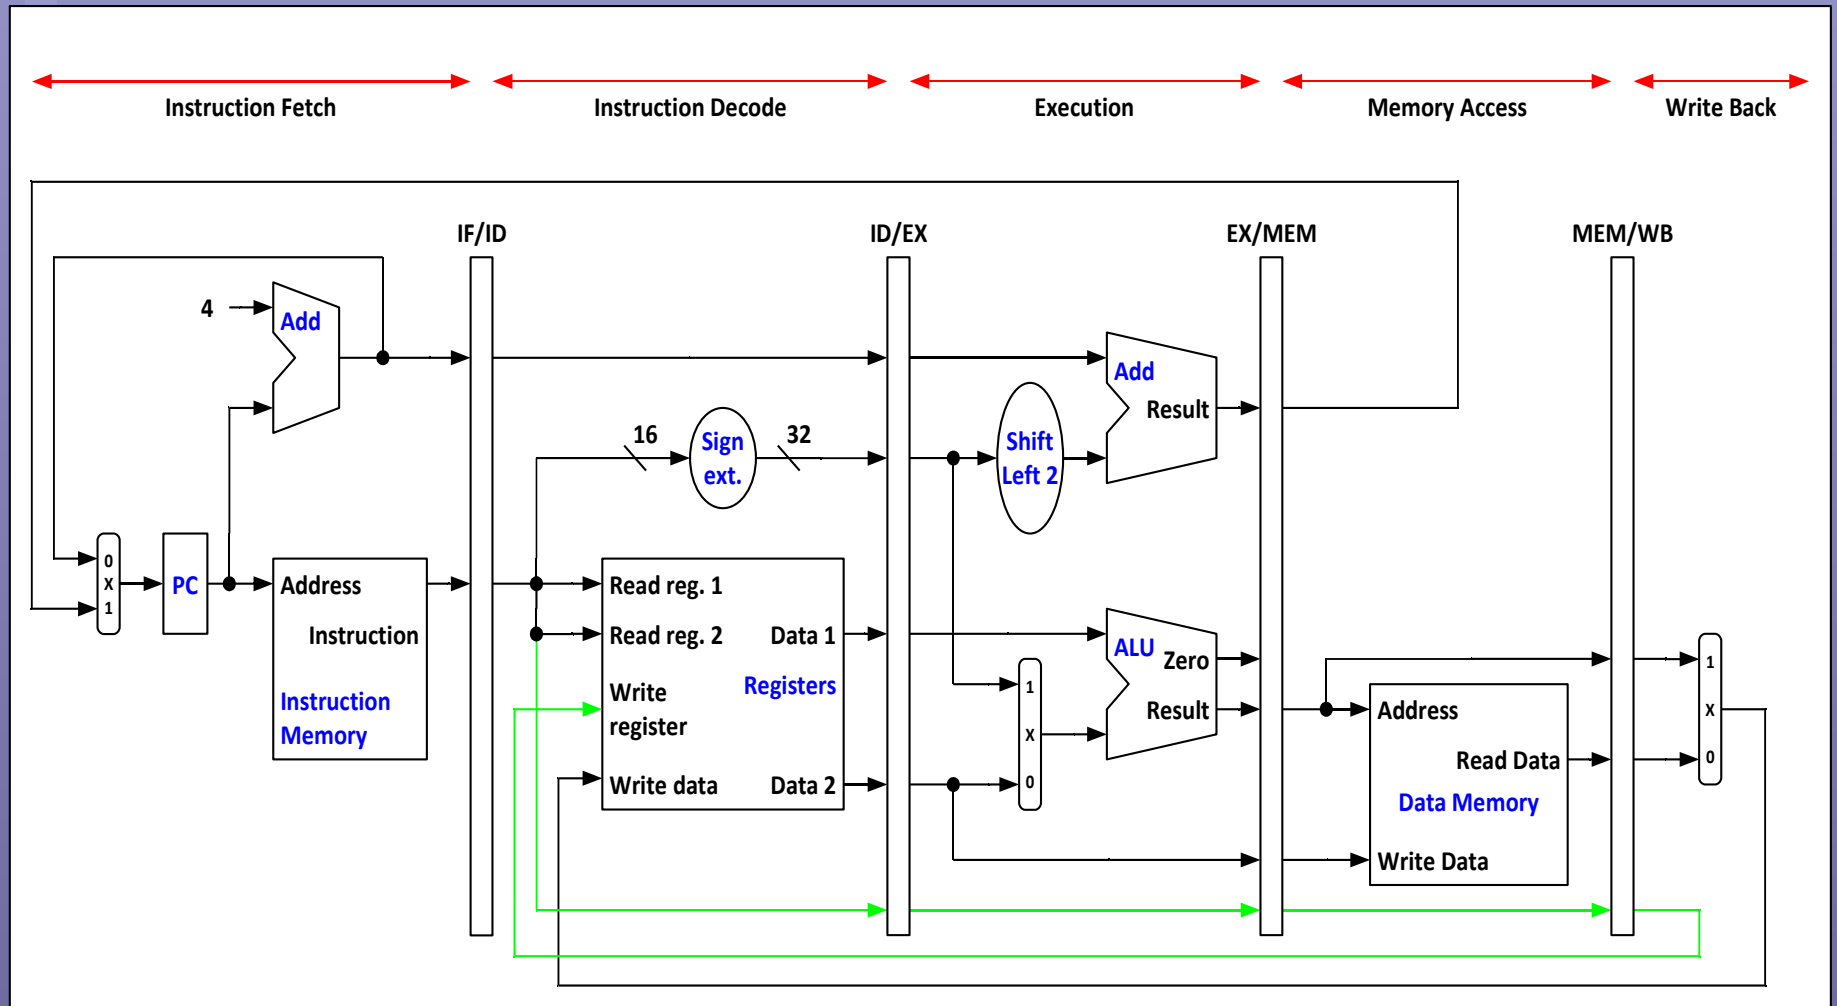 Instruction Fetch
Instruction Decode
Execution
Memory Access
Write Back
IF/ID
ID/EX
EX/MEM
MEM/WB
4
Add
Add
Result
16
Sign
ext.
32
Shift
Left 2
0
X
1
PC
Address
Instruction
Instruction
Memory
Read reg. 1
Read reg. 2
Data 1
Write
register
Registers
Write data
Data 2
1
X
0
ALU
Zero
Result
Address
Read Data
Data Memory
Write Data
1
X
0